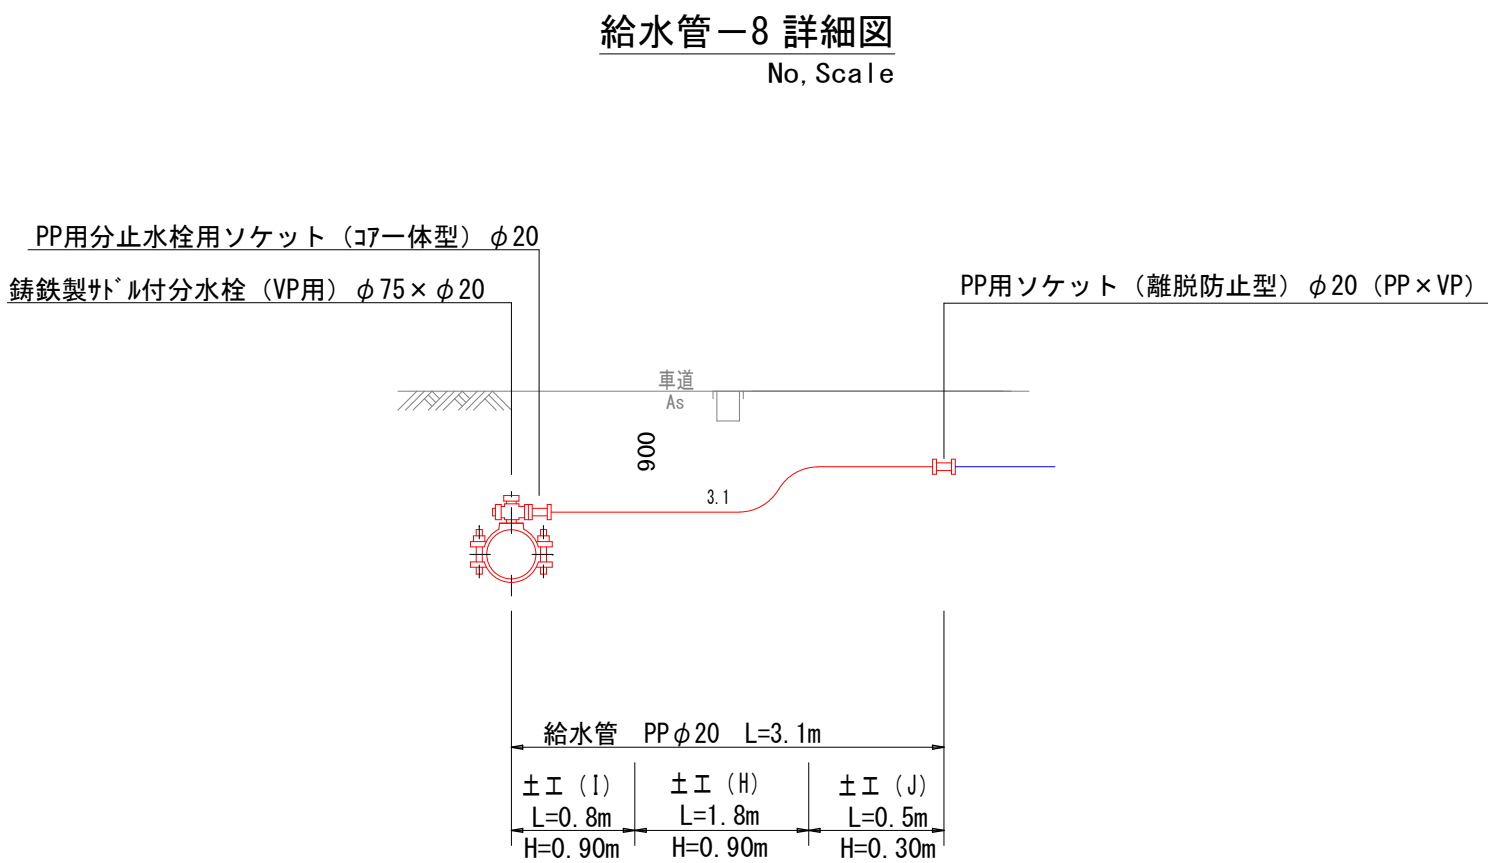 給水管－8 詳細図
No,Scale
PP用分止水栓用ソケット（ｺｱ一体型）φ20
鋳鉄製ｻﾄﾞﾙ付分水栓（VP用）φ75×φ20
PP用ソケット（離脱防止型）φ20（PP×VP）
車道
As
900
3.1
給水管　PPφ20　L=3.1m
土工（I）
L=0.8m
H=0.90m
土工（H）
L=1.8m
H=0.90m
土工（J）
L=0.5m
H=0.30m